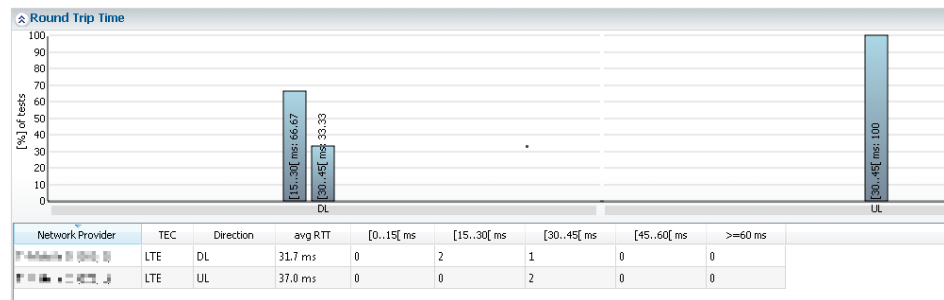 Round Trip Time
100
90
80
70
60
50
40
30
20
10
0
[%] of tests
[15..30[ ms: 66.67
[30..45[ ms: 33.33
[30..45[ ms: 100
DL
UL
Network Provider TEC Direction avg RTT [0..15[ ms [15..30[ ms [30..45[ ms [45..60[ ms >=60 ms
LTE DL 31.7 ms 0 2 1 0 0
LTE UL 37.0 ms 0 0 2 0 0